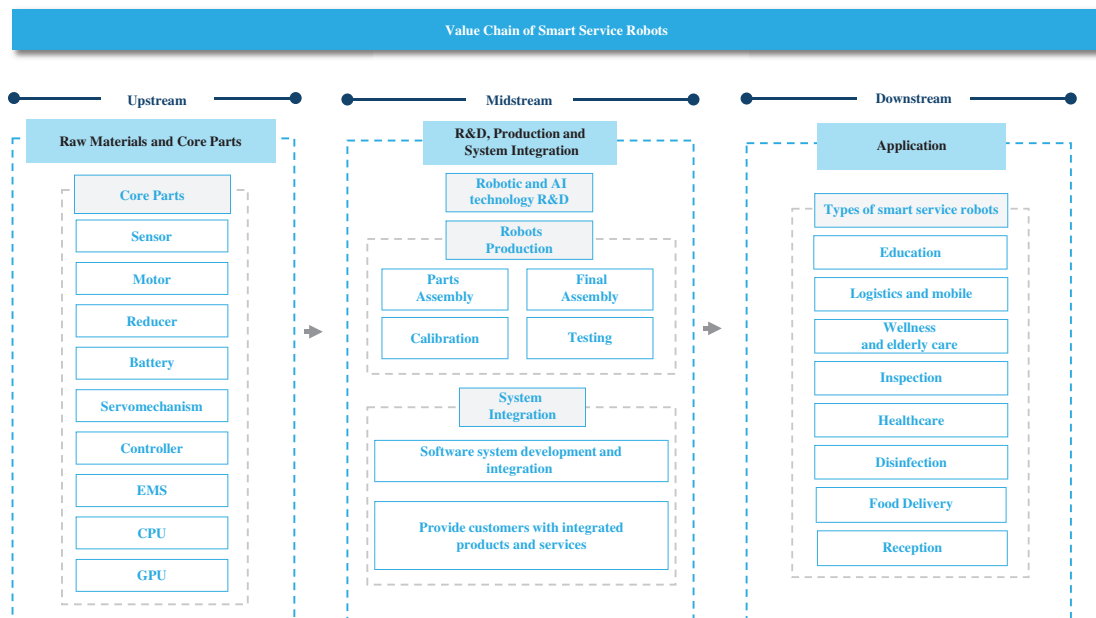 Value Chain of Smart Service Robots
Upstream
Raw Materials and Core Parts
Core Parts
Sensor
Motor
Reducer
Battery
Servomechanism
Controller
EMS
CPU
GPU
Midstream
R&D, Production and
System Integration
Robotic and AI
technology R&D
Robots
Production
Parts
Assembly
Final
Assembly
Calibration
Testing
System
Integration
Software system development and
integration
Provide customers with integrated
products and services
Downstream
Application
Types of smart service robots
Education
Logistics and mobile
Wellness
and elderly care
Inspection
Healthcare
Disinfection
Food Delivery
Reception